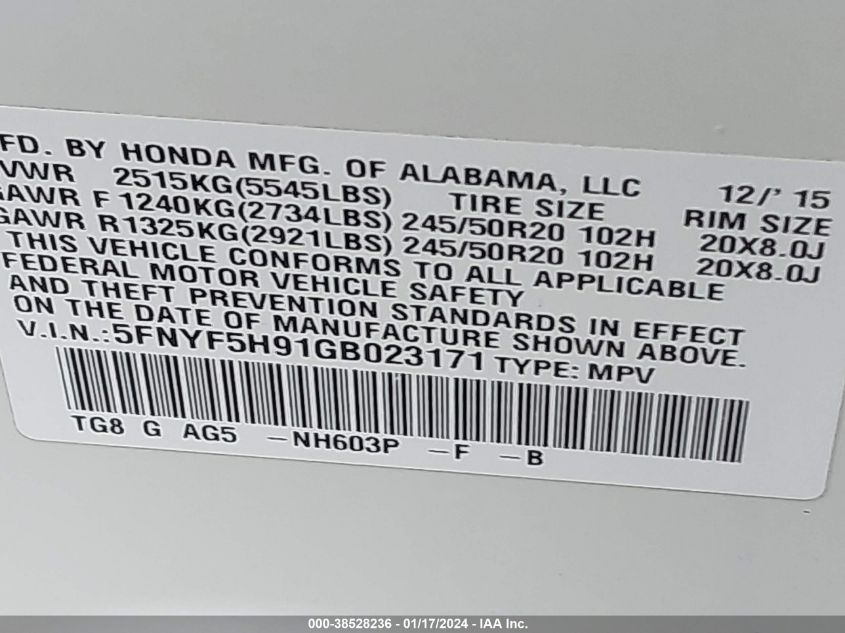 FD. BY HONDA MFG. OF ALABAMA, LLC 12/' 15
VWR 2515KG(5545LBS) TIRE SIZE RIM SIZE
GAWR F 1240KG(2734LBS) 245/50R20 102H 20X8.0J
GAWR R 1325KG(2921LBS) 245/50R20 102H 20X8.0J
THIS VEHICLE CONFORMS TO ALL APPLICABLE
FEDERAL MOTOR VEHICLE SAFETY
AND THEFT PREVENTION STANDARDS IN EFFECT
ON THE DATE OF MANUFACTURE SHOWN ABOVE.
V.I.N.:5FNYF5H91GB023171 TYPE: MPV
TG8 G AG5 –NH603P –F –B
000-38528236 - 01/17/2024 - IAA Inc.